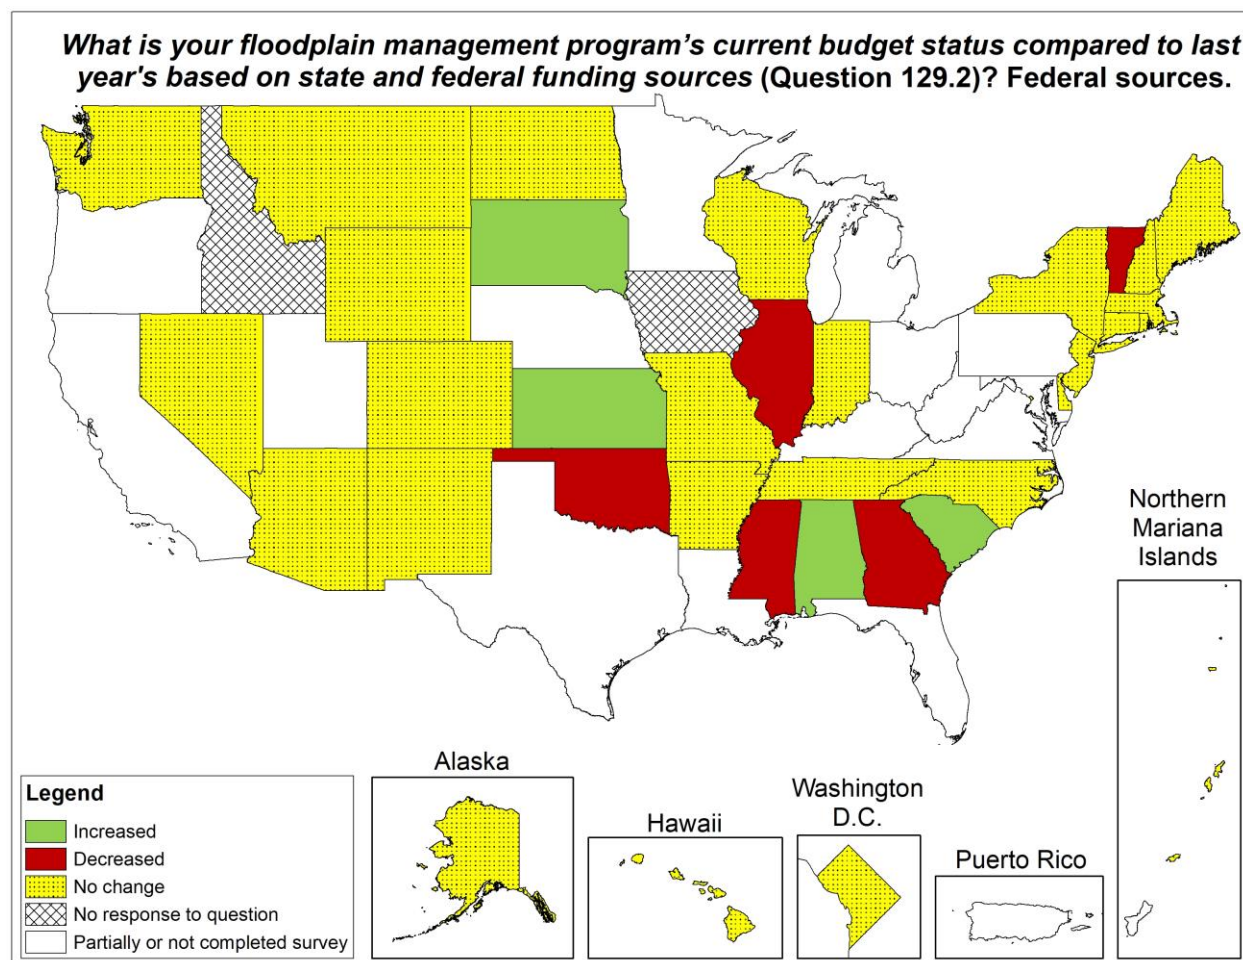 What is your floodplain management program’s current budget status compared to last
year's based on state and federal funding sources (Question 129.2)? Federal sources.
Northern
Mariana
Islands
Alaska
Hawaii
Washington
D.C.
Puerto Rico
Legend
Increased
Decreased
No change
No response to question
Partially or not completed survey